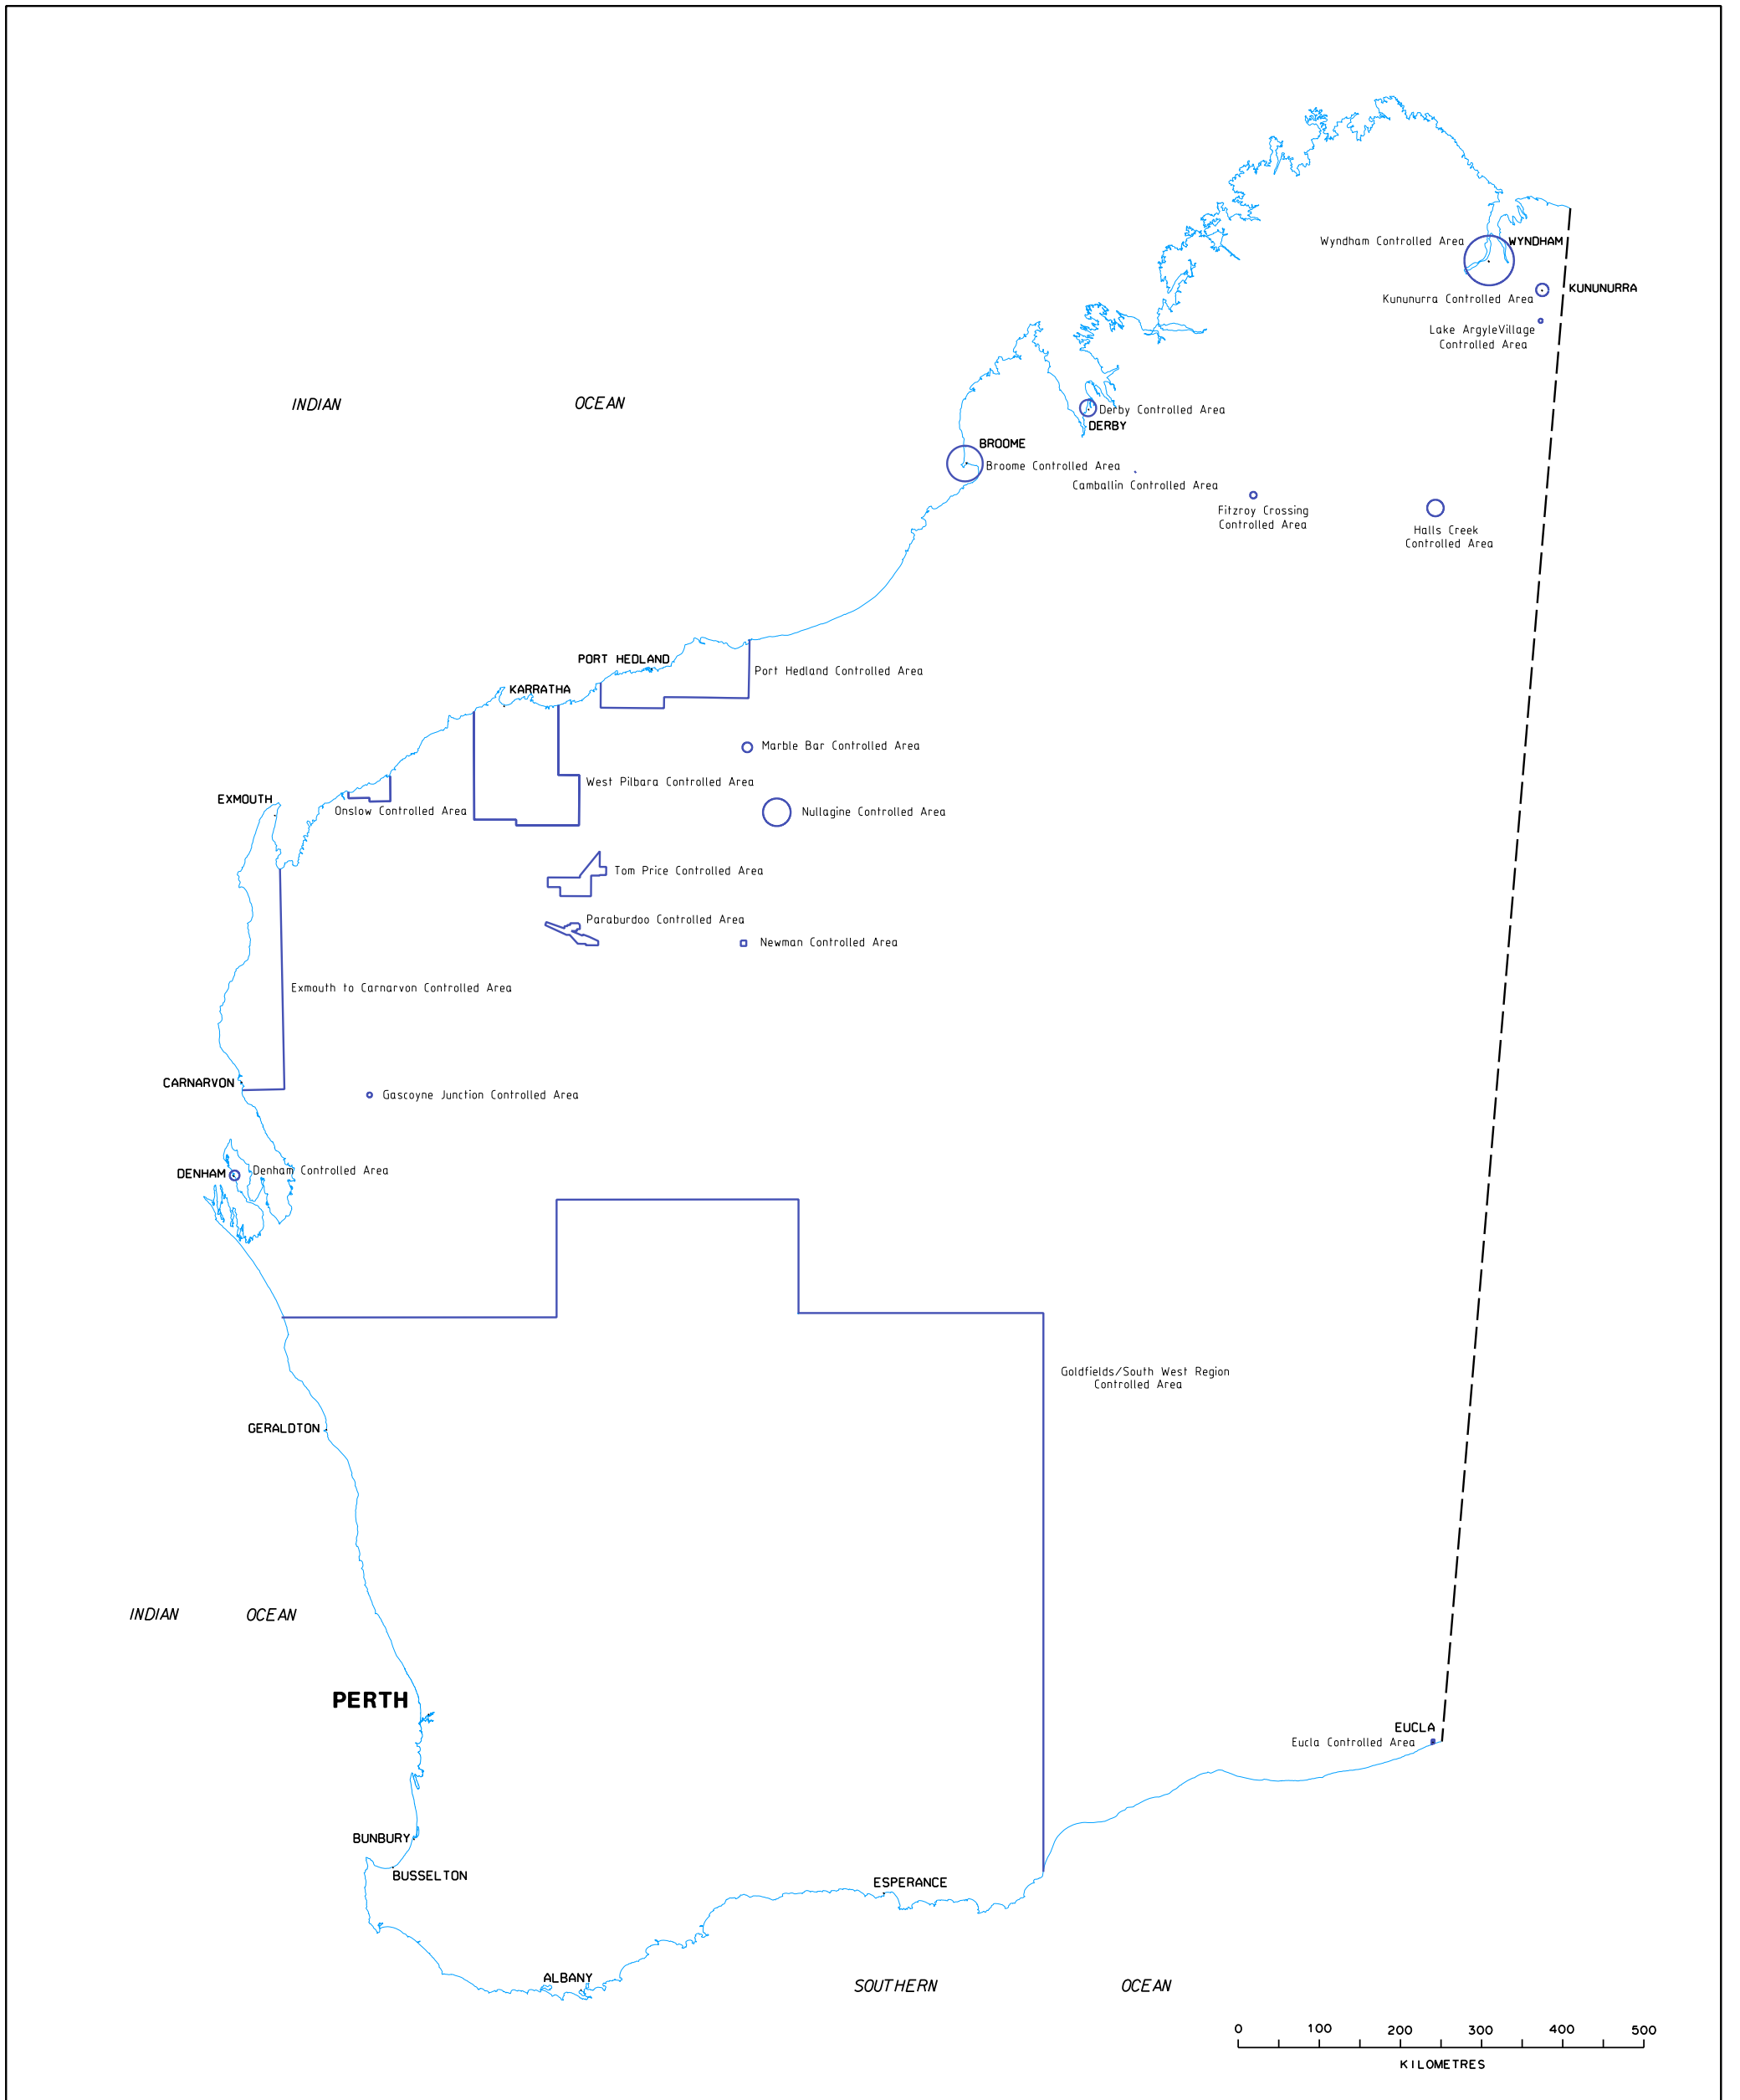 Wyndham Controlled Area
WYNDHAM
KUNUNURRA
Kununurra Controlled Area
Lake ArgyleVillage
Controlled Area
INDIAN OCEAN
Derby Controlled Area
DERBY
BROOME
Broome Controlled Area
Camballin Controlled Area
Fitzroy Crossing
Controlled Area
Halls Creek
Controlled Area
PORT HEDLAND
Port Hedland Controlled Area
KARRATHA
Marble Bar Controlled Area
West Pilbara Controlled Area
EXMOUTH
Onslow Controlled Area
Nullagine Controlled Area
Tom Price Controlled Area
Paraburdoo Controlled Area
Newman Controlled Area
Exmouth to Carnarvon Controlled Area
CARNARVON
Gascoyne Junction Controlled Area
DENHAM
Denham Controlled Area
Goldfields/South West Region
Controlled Area
GERALDTON
INDIAN OCEAN
PERTH
EUCLA
Eucla Controlled Area
BUNBURY
BUSSELTON
ESPERANCE
ALBANY
SOUTHERN OCEAN
0 100 200 300 400 500
KILOMETRES